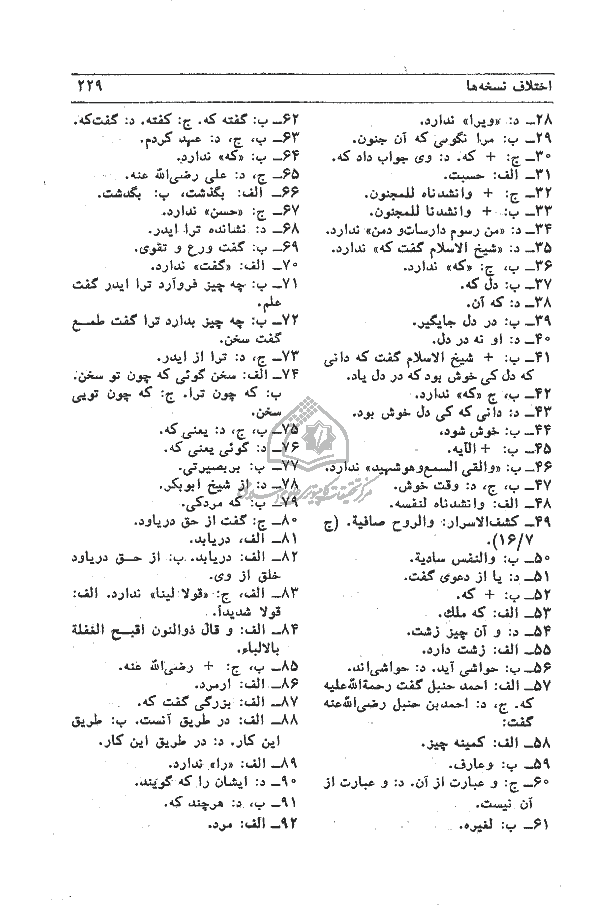 اختلاف نسخه‌ها
۲۲۹
۲۸ـ د: «ویرا» ندارد.
۲۹ـ ب: مرا نگویی که آن جنون.
۳۰ـ ج: + که. د: وی جواب داد که.
۳۱ـ الف: حسبت.
۳۲ـ ج: + وانشدناه للمجنون.
۳۳ـ ب: + وانشدنا للمجنون.
۳۴ـ د: «من رسوم دارسات‌و دمن» ندارد.
۳۵ـ د: «شیخ الاسلام گفت که» ندارد.
۳۶ـ ب، ج: «که» ندارد.
۳۷ـ ب: دل که.
۳۸ـ د: که آن.
۳۹ـ ب: در دل جایگیر.
۴۰ـ د: او نه در دل.
۴۱ـ ب: + شیخ الاسلام گفت که دانی
که دل کی خوش بود که در دل یاد.
۴۲ـ ب، ج «که» ندارد.
۴۳ـ د: دانی که کی دل خوش بود.
۴۴ـ ب: خوش شود.
۴۵ـ ب: + الآیه.
۴۶ـ ب: «والقی السمع‌وهوشهید» ندارد.
۴۷ـ ب، ج، د: وقت خوش.
۴۸ـ الف: وانشدناه لنفسه.
۴۹ـ کشف‌الاسرار: والروح صافیة. (ج
۱۶/۷).
۵۰ـ ب: والنفس سادیة.
۵۱ـ د: یا از دعوی گفت.
۵۲ـ ب: + که.
۵۳ـ الف: که ملك.
۵۴ـ د: و آن چیز زشت.
۵۵ـ الف: زشت دارد.
۵۶ـ ب: حواشی آید. د: حواشی‌اند.
۵۷ـ الف: احمد حنبل گفت رحمة‌الله‌علیه
که. ج، د: احمدبن حنبل رضی‌الله‌عنه
گفت:
۵۸ـ الف: کمینه چیز.
۵۹ـ ب: وعارف.
۶۰ـ ج: و عبارت از آن. د: و عبارت از
آن نیست.
۶۱ـ ب: لغیره.
۶۲ـ ب: گفته که. ج: کفته. د: گفت‌که.
۶۳ـ ب، ج، د: عهد کردم.
۶۴ـ ب: «که» ندارد.
۶۵ـ ج، د: علی رضی‌الله عنه.
۶۶ـ الف: بگذشت، ب: بگدشت.
۶۷ـ ج: «حسن» ندارد.
۶۸ـ د: نشانده ترا ایدر.
۶۹ـ ب: گفت ورع و تقوی.
۷۰ـ الف: «گفت» ندارد.
۷۱ـ ب: چه چیز فروآرد ترا ایدر گفت
علم.
۷۲ـ ب: چه چیز بدارد ترا گفت طمـع
گفت سخن.
۷۳ـ ج، د: ترا از ایدر.
۷۴ـ الف: سخن گوئی که چون تو سخن.
ب: که چون ترا. ج: که چون تویی
سخن.
۷۵ـ ب، ج، د: یعنی که.
۷۶ـ د: گوئی یعنی که.
۷۷ـ ب: بربصیرتی.
۷۸ـ د: از شیخ ابوبکر.
۷۹ـ ب: که مردکی.
۸۰ـ ج: گفت از حق دریاود.
۸۱ـ الف، دریابد.
۸۲ـ الف: دریابد. ب: از حـق دریاود
خلق از وی.
۸۳ـ الف، ج: «قولا لینا» ندارد. الف:
قولا شدیداً.
۸۴ـ الف: و قال ذوالنون اقبـح الغفلة
بالالباء.
۸۵ـ ب، ج: + رضی‌الله عنه.
۸۶ـ الف: ارمرد.
۸۷ـ الف: بزرگی گفت که.
۸۸ـ الف: در طریق آنست. ب: طریق
این کار. د: در طریق این کار.
۸۹ـ الف: «را» ندارد.
۹۰ـ د: ایشان را که گویند.
۹۱ـ ب، د: هرچند که.
۹۲ـ الف: مرد.